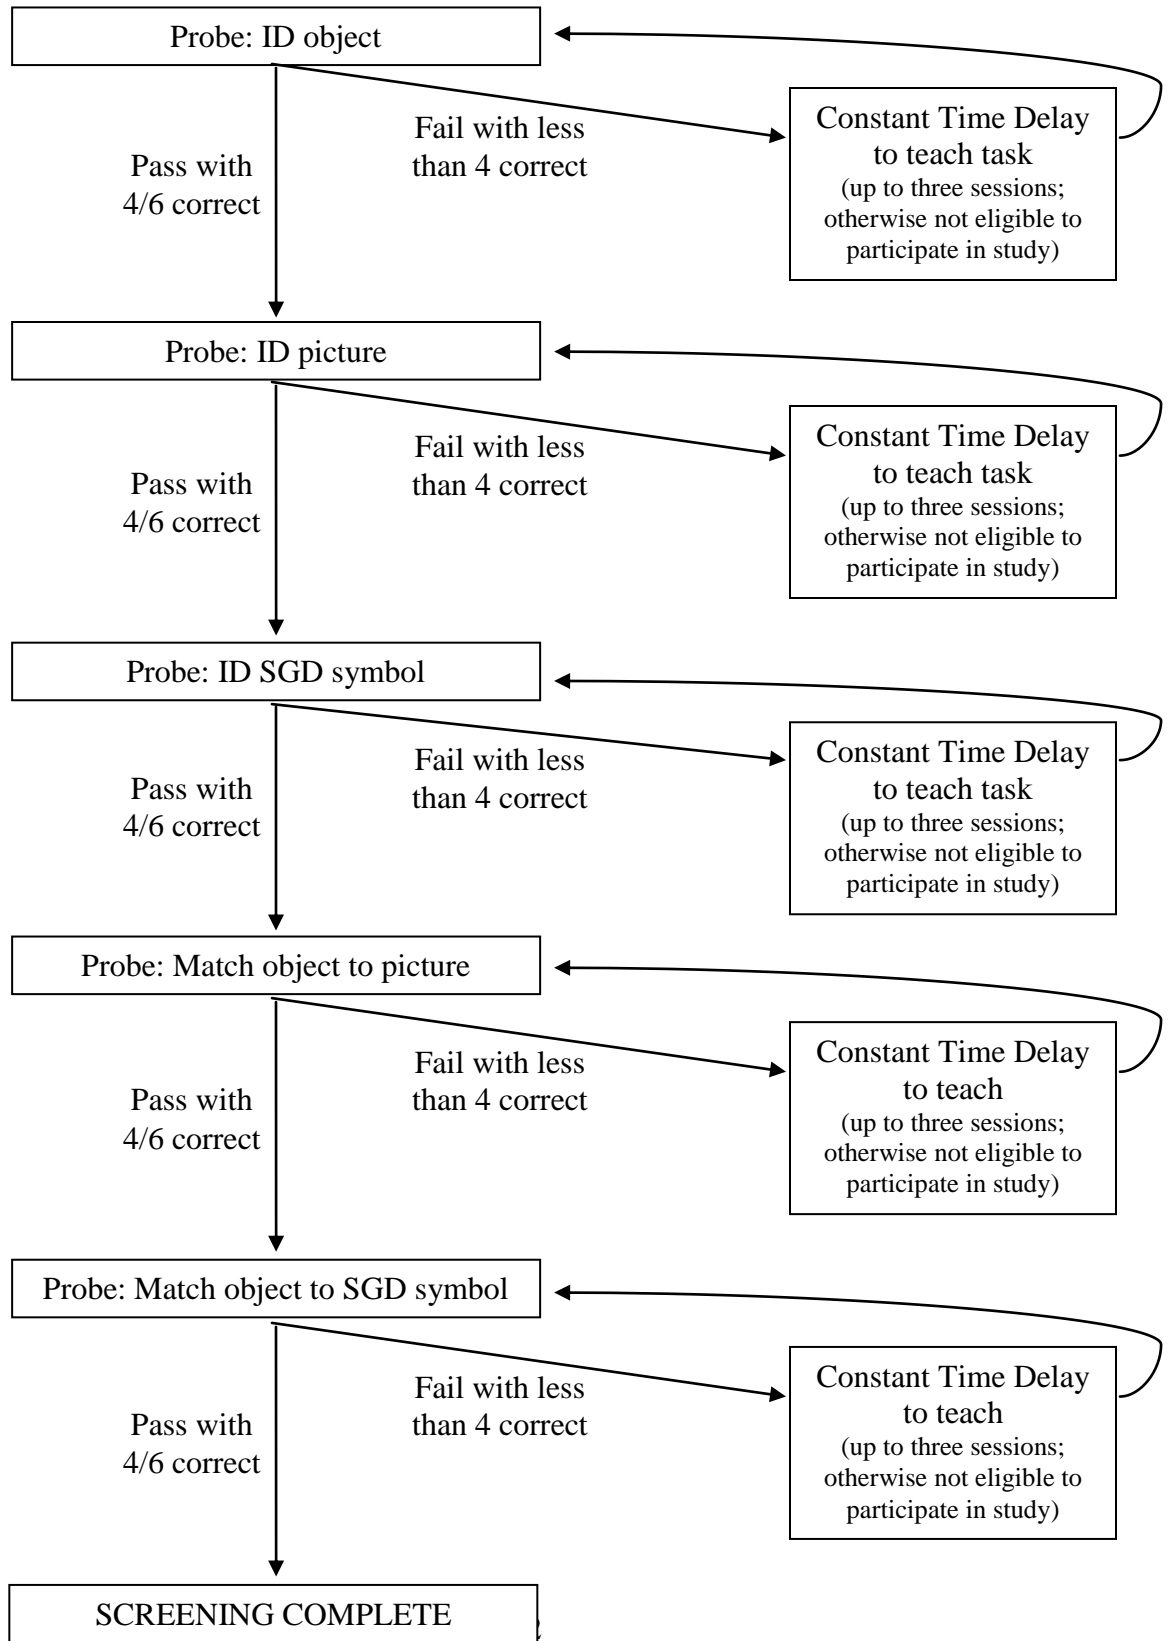 Probe: ID object
Pass with
4/6 correct
Fail with less
than 4 correct
Constant Time Delay
to teach task
(up to three sessions;
otherwise not eligible to
participate in study)
Probe: ID picture
Pass with
4/6 correct
Fail with less
than 4 correct
Constant Time Delay
to teach task
(up to three sessions;
otherwise not eligible to
participate in study)
Probe: ID SGD symbol
Pass with
4/6 correct
Fail with less
than 4 correct
Constant Time Delay
to teach task
(up to three sessions;
otherwise not eligible to
participate in study)
Probe: Match object to picture
Pass with
4/6 correct
Fail with less
than 4 correct
Constant Time Delay
to teach
(up to three sessions;
otherwise not eligible to
participate in study)
Probe: Match object to SGD symbol
Pass with
4/6 correct
Fail with less
than 4 correct
Constant Time Delay
to teach
(up to three sessions;
otherwise not eligible to
participate in study)
SCREENING COMPLETE